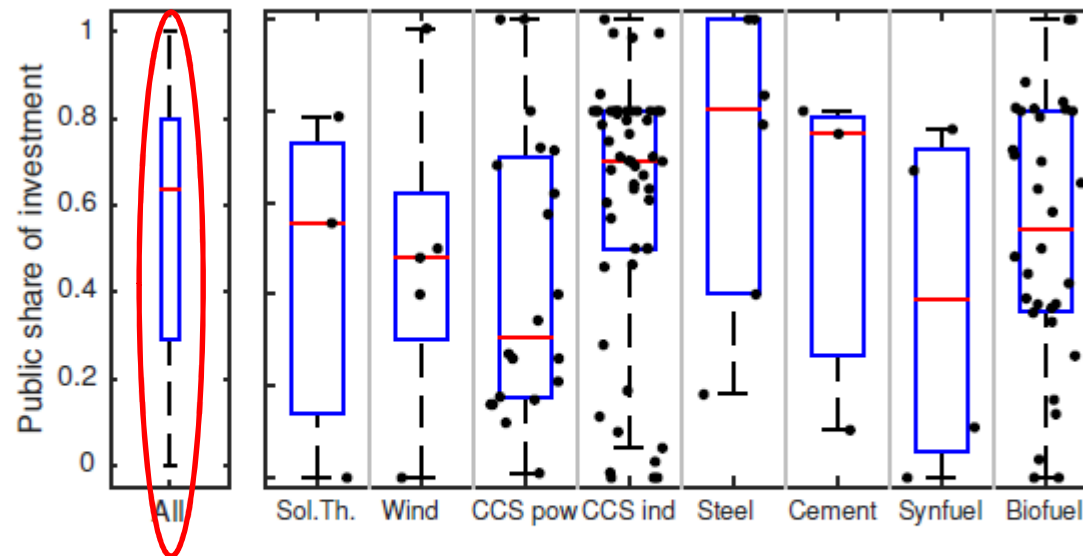 Public share of investment
1
0.8
0.6
0.4
0.2
0
All
Sol.Th. Wind CCS pow CCS ind Steel Cement Synfuel Biofuel